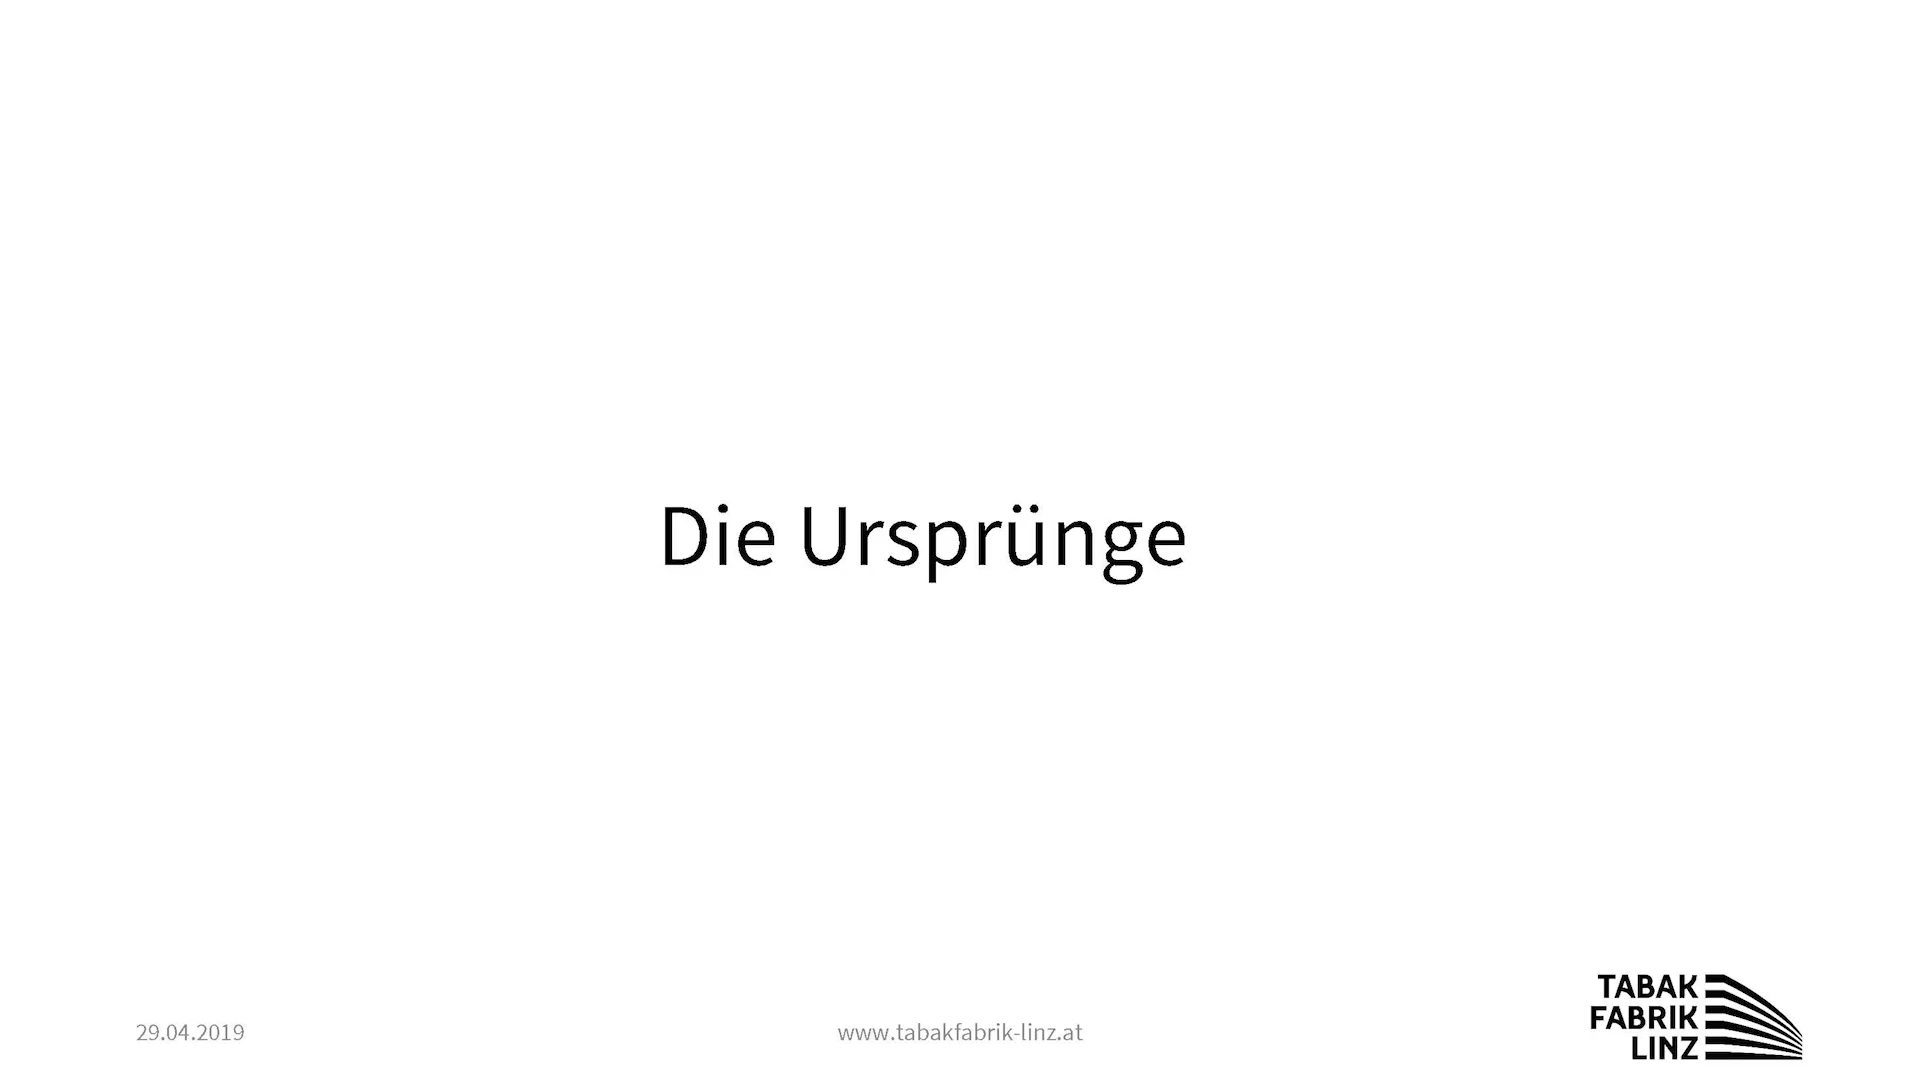 Die Ursprünge
29.04.2019
www.tabakfabrik-linz.at
TABAK
FABRIK
LINZ